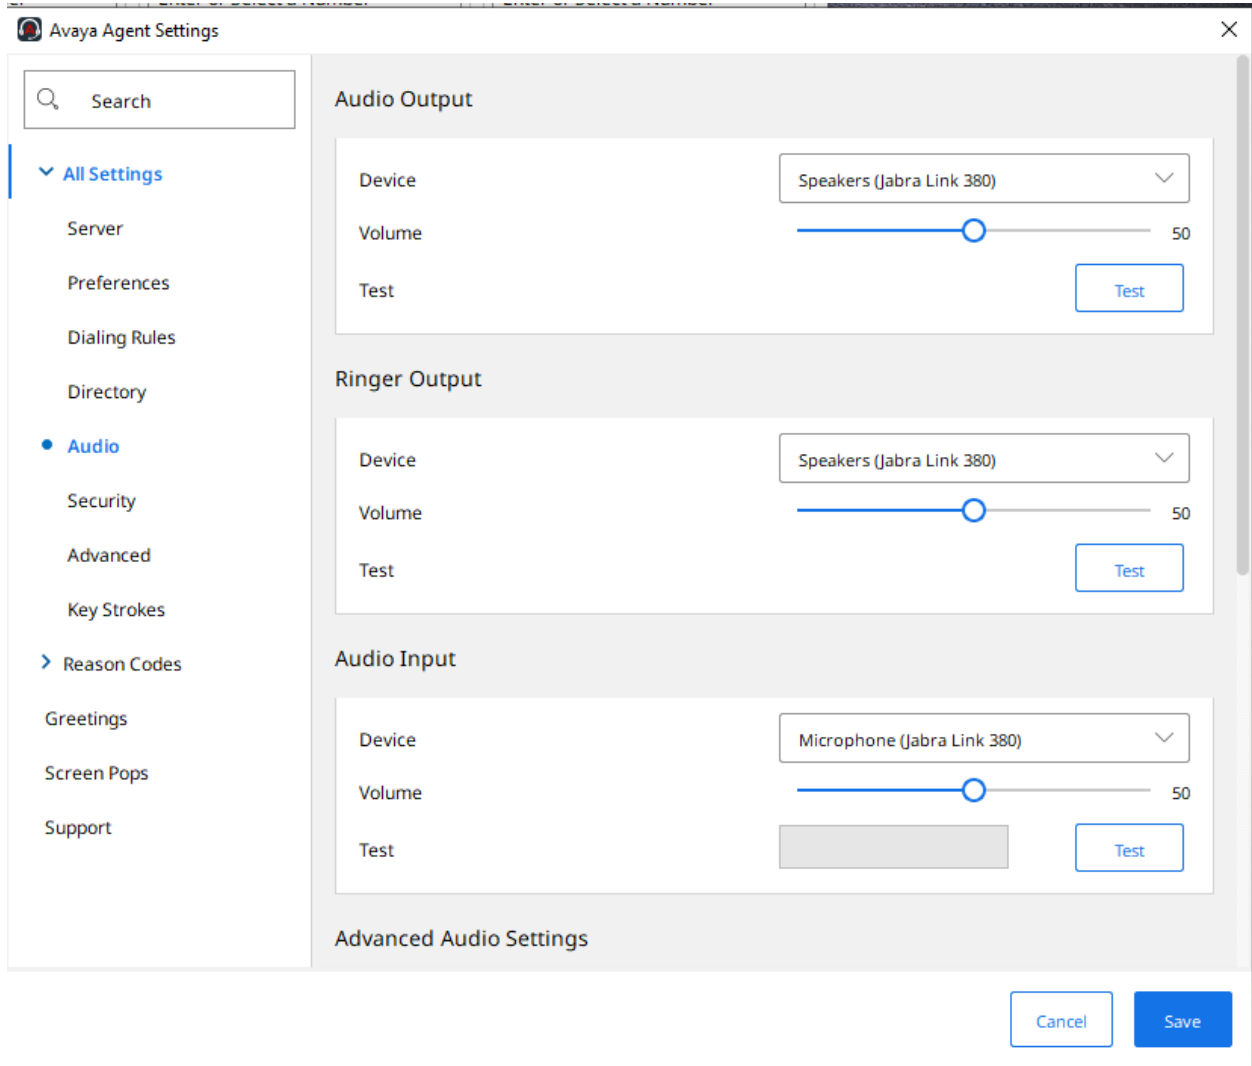 Avaya Agent Settings
Search
All Settings
Server
Preferences
Dialing Rules
Directory
Audio
Security
Advanced
Key Strokes
Reason Codes
Greetings
Screen Pops
Support
Audio Output
Device
Speakers (Jabra Link 380)
Volume
50
Test
Test
Ringer Output
Device
Speakers (Jabra Link 380)
Volume
50
Test
Test
Audio Input
Device
Microphone (Jabra Link 380)
Volume
50
Test
Test
Advanced Audio Settings
Cancel
Save